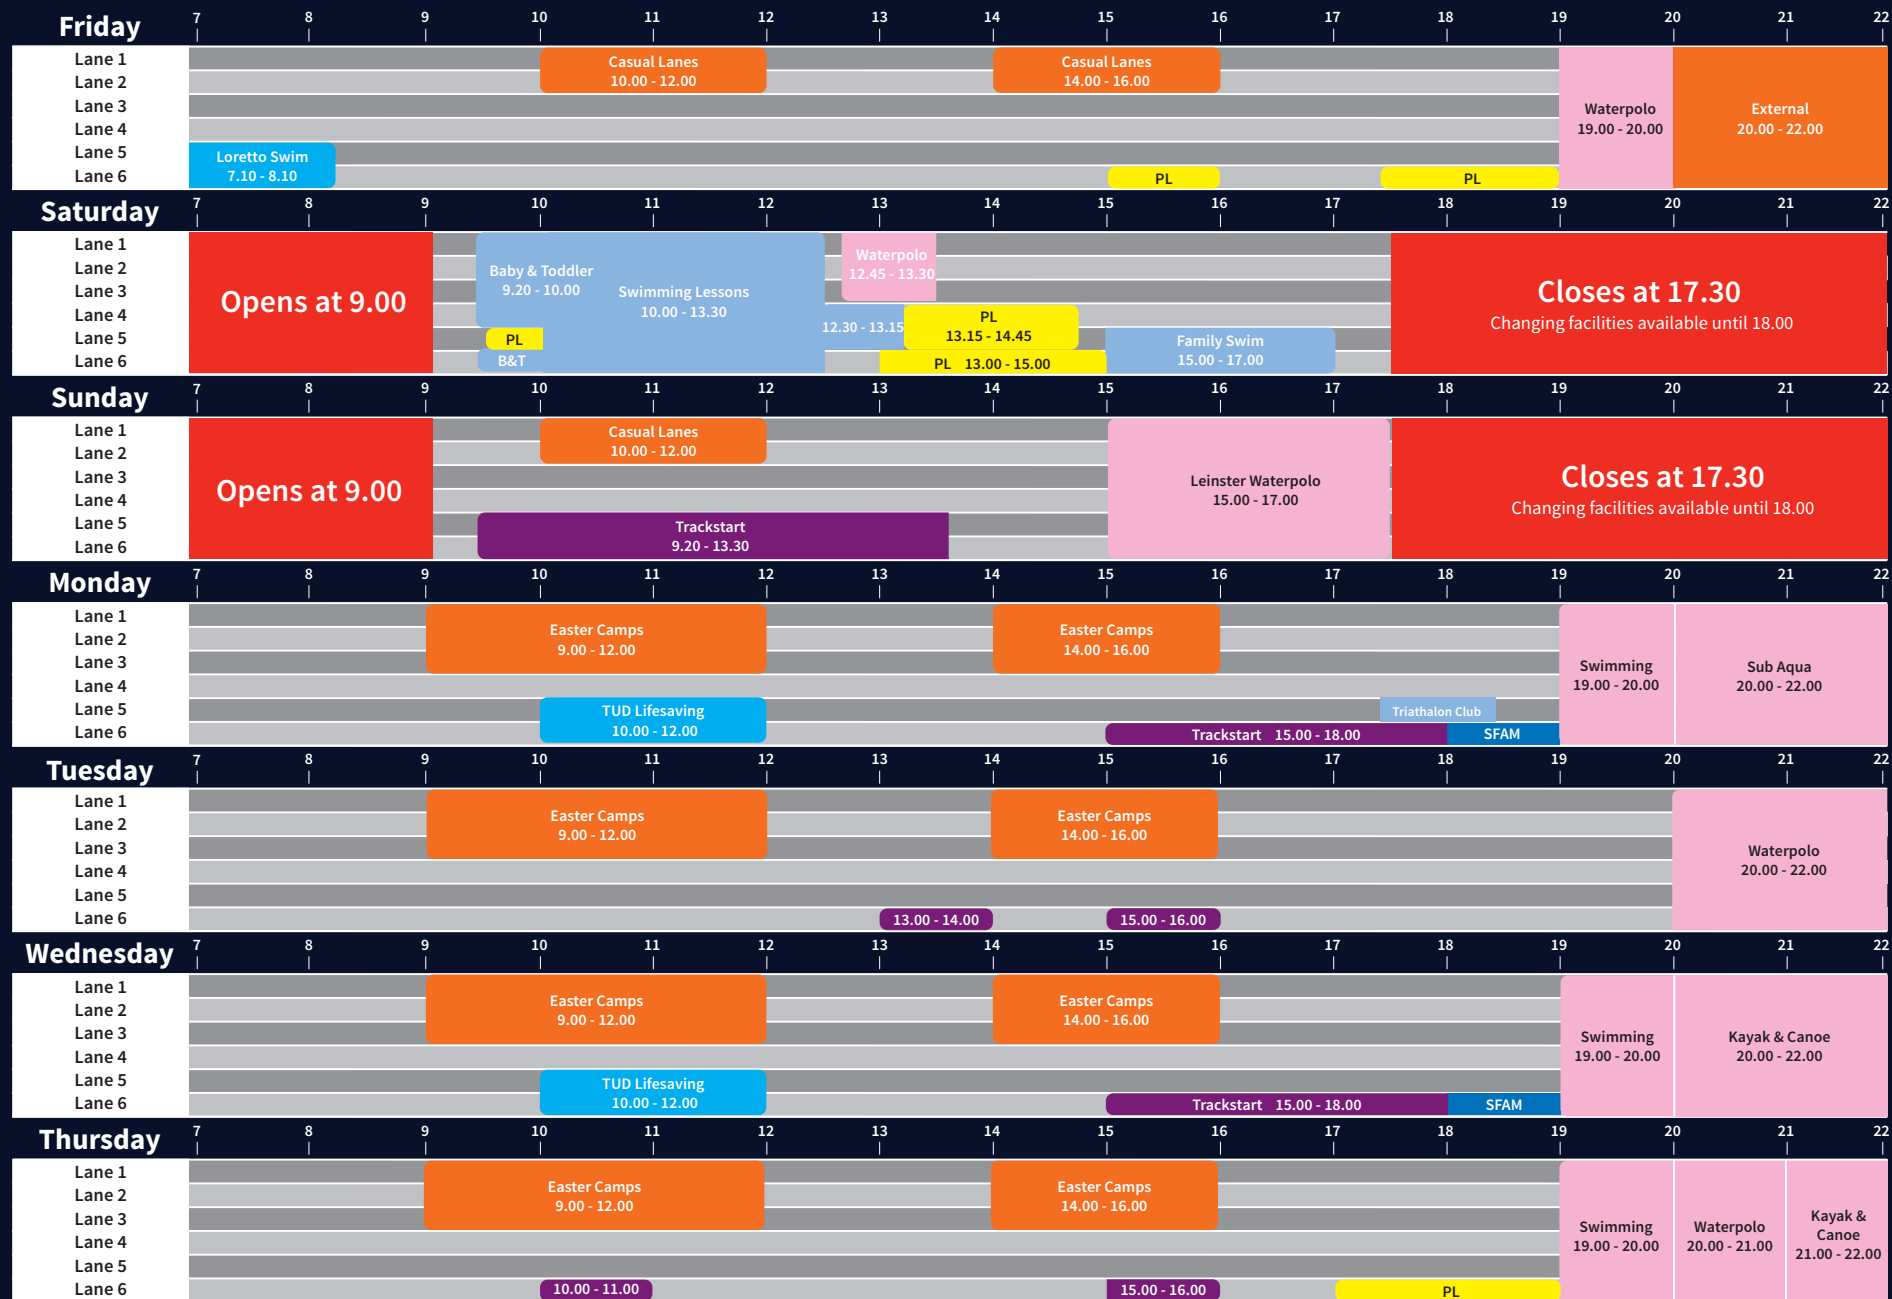 Friday 7 8 9 10 11 12 13 14 15 16 17 18 19 20 21 22
Lane 1
Lane 2
Lane 3
Lane 4
Lane 5
Lane 6
Casual Lanes
10.00 - 12.00
Casual Lanes
14.00 - 16.00
Loretto Swim
7.10 - 8.10
PL
PL
Waterpolo
19.00 - 20.00
External
20.00 - 22.00
Saturday 7 8 9 10 11 12 13 14 15 16 17 18 19 20 21 22
Lane 1
Lane 2
Lane 3
Lane 4
Lane 5
Lane 6
Opens at 9.00
Baby & Toddler
9.20 - 10.00
PL
B&T
Swimming Lessons
10.00 - 13.30
Waterpolo
12.45 - 13.30
12.30 - 13.15
PL
13.15 - 14.45
PL 13.00 - 15.00
Family Swim
15.00 - 17.00
Closes at 17.30
Changing facilities available until 18.00
Sunday 7 8 9 10 11 12 13 14 15 16 17 18 19 20 21 22
Lane 1
Lane 2
Lane 3
Lane 4
Lane 5
Lane 6
Opens at 9.00
Casual Lanes
10.00 - 12.00
Trackstart
9.20 - 13.30
Leinster Waterpolo
15.00 - 17.00
Closes at 17.30
Changing facilities available until 18.00
Monday 7 8 9 10 11 12 13 14 15 16 17 18 19 20 21 22
Lane 1
Lane 2
Lane 3
Lane 4
Lane 5
Lane 6
Easter Camps
9.00 - 12.00
Easter Camps
14.00 - 16.00
TUD Lifesaving
10.00 - 12.00
Triathalon Club
Trackstart 15.00 - 18.00
SFAM
Swimming
19.00 - 20.00
Sub Aqua
20.00 - 22.00
Tuesday 7 8 9 10 11 12 13 14 15 16 17 18 19 20 21 22
Lane 1
Lane 2
Lane 3
Lane 4
Lane 5
Lane 6
Easter Camps
9.00 - 12.00
Easter Camps
14.00 - 16.00
13.00 - 14.00
15.00 - 16.00
Waterpolo
20.00 - 22.00
Wednesday 7 8 9 10 11 12 13 14 15 16 17 18 19 20 21 22
Lane 1
Lane 2
Lane 3
Lane 4
Lane 5
Lane 6
Easter Camps
9.00 - 12.00
Easter Camps
14.00 - 16.00
TUD Lifesaving
10.00 - 12.00
Trackstart 15.00 - 18.00
SFAM
Swimming
19.00 - 20.00
Kayak & Canoe
20.00 - 22.00
Thursday 7 8 9 10 11 12 13 14 15 16 17 18 19 20 21 22
Lane 1
Lane 2
Lane 3
Lane 4
Lane 5
Lane 6
Easter Camps
9.00 - 12.00
Easter Camps
14.00 - 16.00
10.00 - 11.00
15.00 - 16.00
PL
Swimming
19.00 - 20.00
Waterpolo
20.00 - 21.00
Kayak &
Canoe
21.00 - 22.00